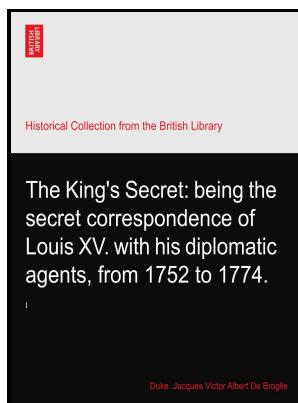 BRITISH
LIBRARY
Historical Collection from the British Library
The King's Secret: being the
secret correspondence of
Louis XV. with his diplomatic
agents, from 1752 to 1774.
I
Duke. Jacques Victor Albert De Broglie